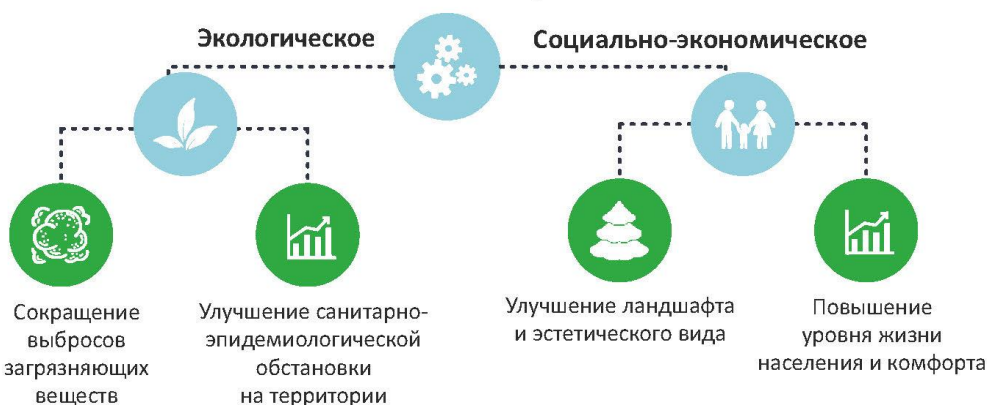 Экологическое
Социально-экономическое
Сокращение
выбросов
загрязняющих
веществ
Улучшение санитарно-
эпидемиологической
обстановки
на территории
Улучшение ландшафта
и эстетического вида
Повышение
уровня жизни
населения и комфорта